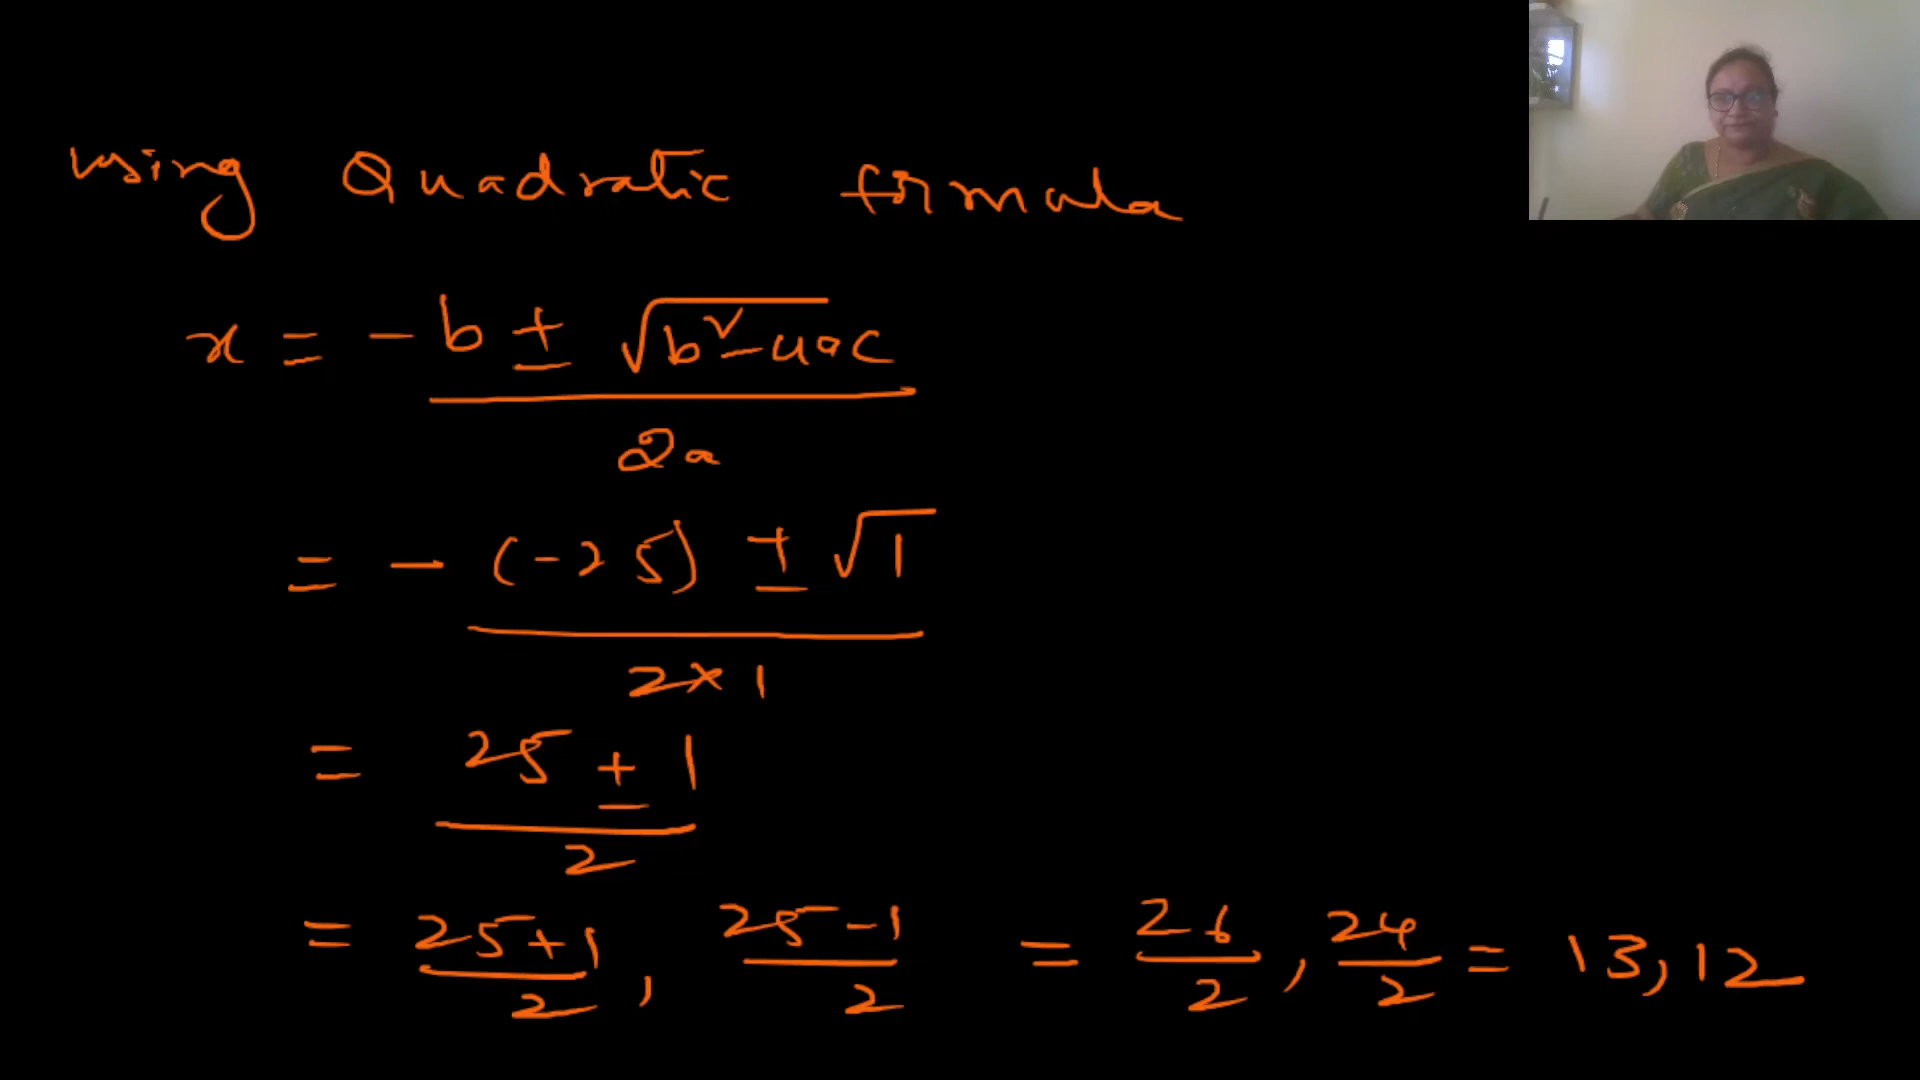 using Quadratic formula
x = -b ± √b²-4ac
2a
= -(-25) ± √1
2×1
= 25 ± 1
2
= 25+1/2, 25-1/2 = 26/2, 24/2 = 13, 12